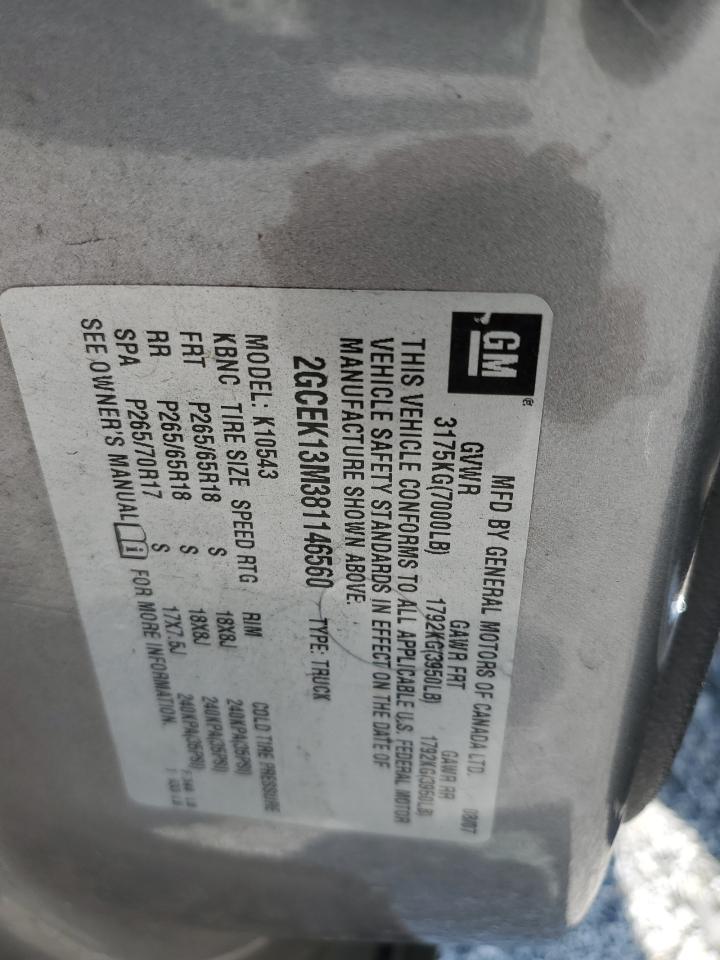 GM®
MFD BY GENERAL MOTORS OF CANADA LTD. 08/07
GVWR GAWR FRT GAWR RR
3175KG(7000LB) 1792KG(3950LB) 1792KG(3950LB)
THIS VEHICLE CONFORMS TO ALL APPLICABLE U.S. FEDERAL MOTOR
VEHICLE SAFETY STANDARDS IN EFFECT ON THE DATE OF
MANUFACTURE SHOWN ABOVE.
2GCEK13M381146560 TYPE: TRUCK
MODEL: K10543
KBNC TIRE SIZE SPEED RTG RIM COLD TIRE PRESSURE
FRT P265/65R18 S 18X8J 240KPA(35PSI)
RR P265/65R18 S 18X8J 240KPA(35PSI)
SPA P265/70R17 S 17X7.5J 240KPA(35PSI)
SEE OWNER'S MANUAL FOR MORE INFORMATION.